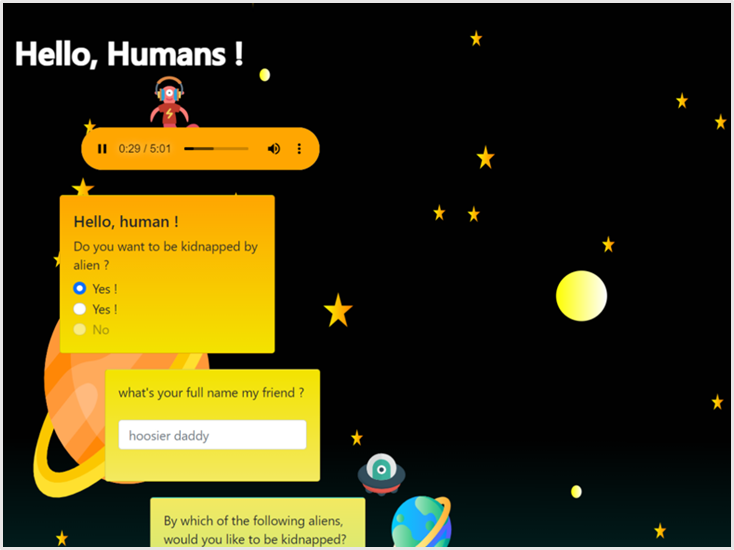 Hello, Humans !
0:29 / 5:01
Hello, human !
Do you want to be kidnapped by
alien ?
Yes !
Yes !
No
what's your full name my friend ?
hoosier daddy
By which of the following aliens,
would you like to be kidnapped?